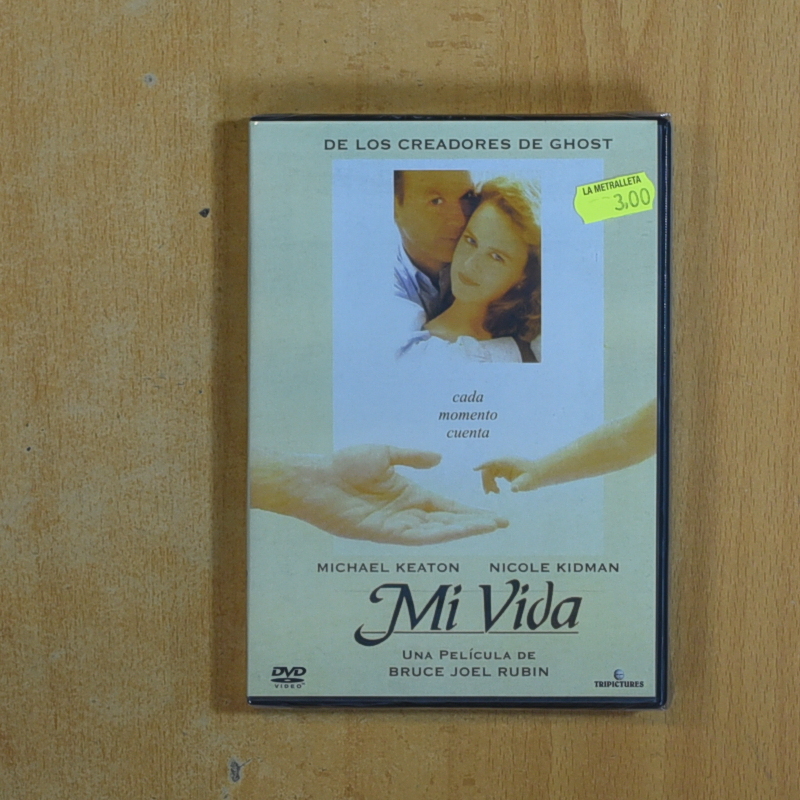 DE LOS CREADORES DE GHOST
LA METRALLETA
3,00
cada
momento
cuenta
MICHAEL KEATON NICOLE KIDMAN
Mi Vida
UNA PELÍCULA DE
BRUCE JOEL RUBIN
DVD
VIDEO
TRIPICTURES